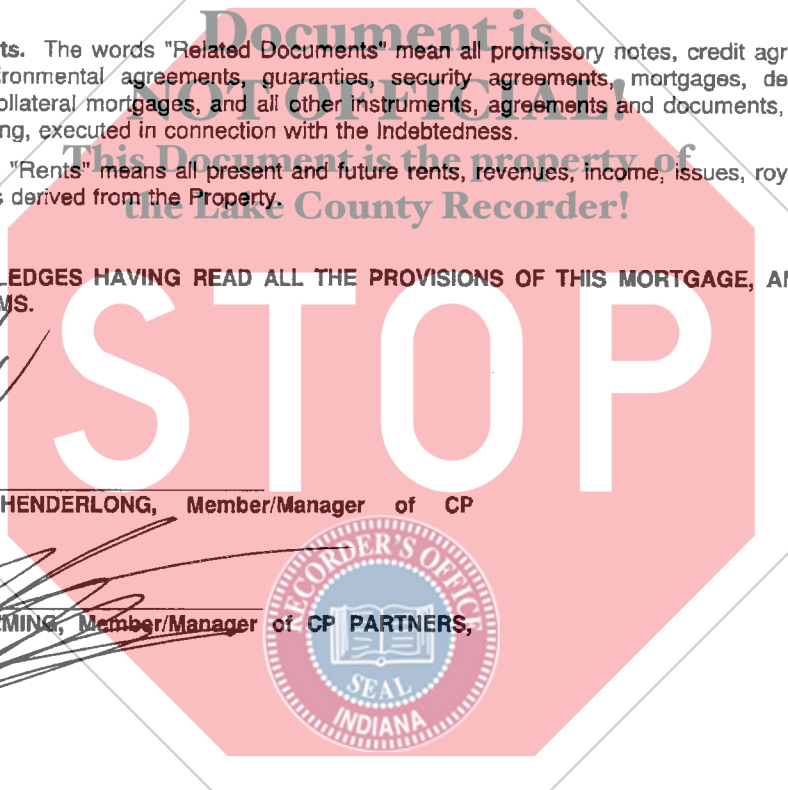 Document is
ts. The words "Related Documents" mean all promissory notes, credit agr
ironmental agreements, guaranties, security agreements, mortgages, de
NOT OFFICIAL!
ollateral mortgages, and all other instruments, agreements and documents,
ng, executed in connection with the Indebtedness.
This Document is the property of
"Rents" means all present and future rents, revenues, income, issues, roy
s derived from the Property.
the Lake County Recorder!
LEDGES HAVING READ ALL THE PROVISIONS OF THIS MORTGAGE, AN
MS.
STOP
HENDERLONG, Member/Manager of CP
EMING, Member/Manager of CP PARTNERS,
RECORDER'S OFFICE
SEAL
INDIANA